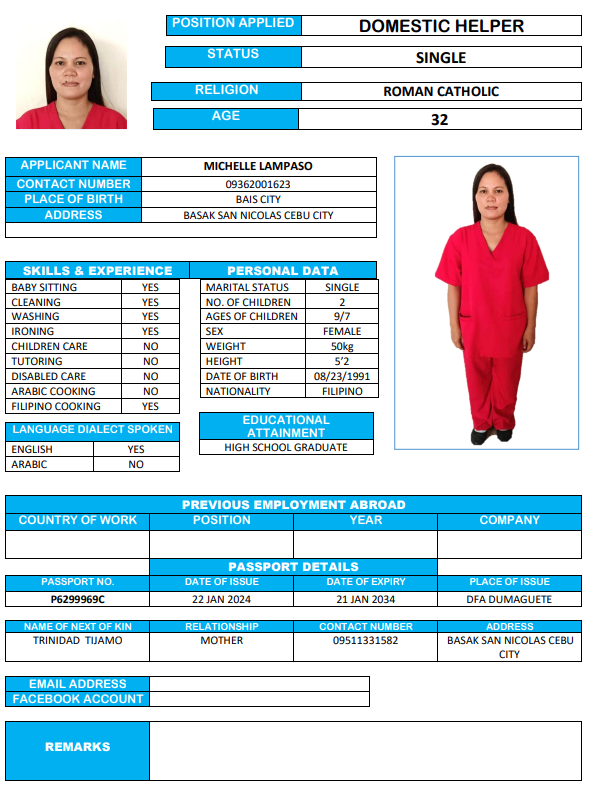 POSITION APPLIED DOMESTIC HELPER
STATUS SINGLE
RELIGION ROMAN CATHOLIC
AGE 32
APPLICANT NAME MICHELLE LAMPASO
CONTACT NUMBER 09362001623
PLACE OF BIRTH BAIS CITY
ADDRESS BASAK SAN NICOLAS CEBU CITY
SKILLS & EXPERIENCE PERSONAL DATA
BABY SITTING YES MARITAL STATUS SINGLE
CLEANING YES NO. OF CHILDREN 2
WASHING YES AGES OF CHILDREN 9/7
IRONING YES SEX FEMALE
CHILDREN CARE NO WEIGHT 50kg
TUTORING NO HEIGHT 5’2
DISABLED CARE NO DATE OF BIRTH 08/23/1991
ARABIC COOKING NO NATIONALITY FILIPINO
FILIPINO COOKING YES
EDUCATIONAL
ATTAINMENT
HIGH SCHOOL GRADUATE
LANGUAGE DIALECT SPOKEN
ENGLISH YES
ARABIC NO
PREVIOUS EMPLOYMENT ABROAD
COUNTRY OF WORK POSITION YEAR COMPANY
PASSPORT DETAILS
PASSPORT NO. DATE OF ISSUE DATE OF EXPIRY PLACE OF ISSUE
P6299969C 22 JAN 2024 21 JAN 2034 DFA DUMAGUETE
NAME OF NEXT OF KIN RELATIONSHIP CONTACT NUMBER ADDRESS
TRINIDAD TIJAMO MOTHER 09511331582 BASAK SAN NICOLAS CEBU
CITY
EMAIL ADDRESS
FACEBOOK ACCOUNT
REMARKS